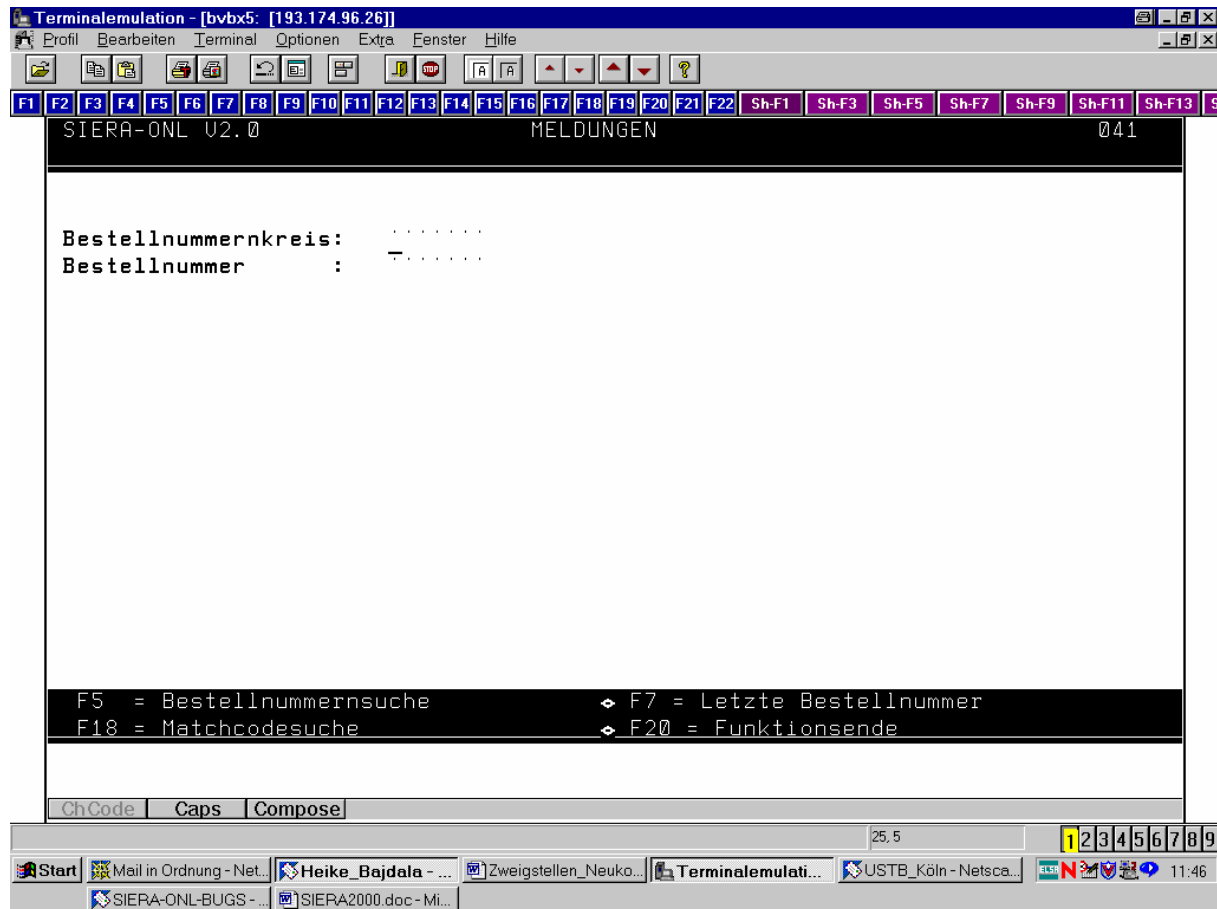 Terminalemulation - [bvbx5: [193.174.96.26]]
Profil Bearbeiten Terminal Optionen Extra Fenster Hilfe
STOP A A ?
F1 F2 F3 F4 F5 F6 F7 F8 F9 F10 F11 F12 F13 F14 F15 F16 F17 F18 F19 F20 F21 F22 Sh-F1 Sh-F3 Sh-F5 Sh-F7 Sh-F9 Sh-F11 Sh-F13 S
SIERA-ONL V2.0 MELDUNGEN 041
Bestellnummernkreis: .......
Bestellnummer : .......
F5 = Bestellnummernsuche F7 = Letzte Bestellnummer
F18 = Matchcodesuche F20 = Funktionsende
ChCode Caps Compose
25, 5 1 2 3 4 5 6 7 8 9
Start Mail in Ordnung - Net... Heike_Bajdala - ... Zweigstellen_Neuko... Terminalemulati... USTB_Köln - Netsca... N 11:46
SIERA-ONL-BUGS - ... SIERA2000.doc - Mi...